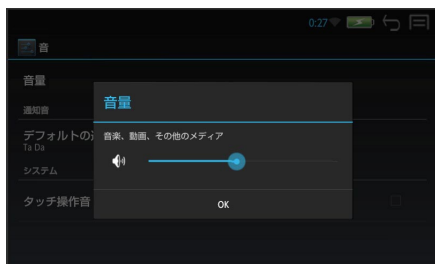 0:27
音
音量
通知音
デフォルトの通
Ta Da
システム
タッチ操作音
音量
音楽、動画、その他のメディア
OK